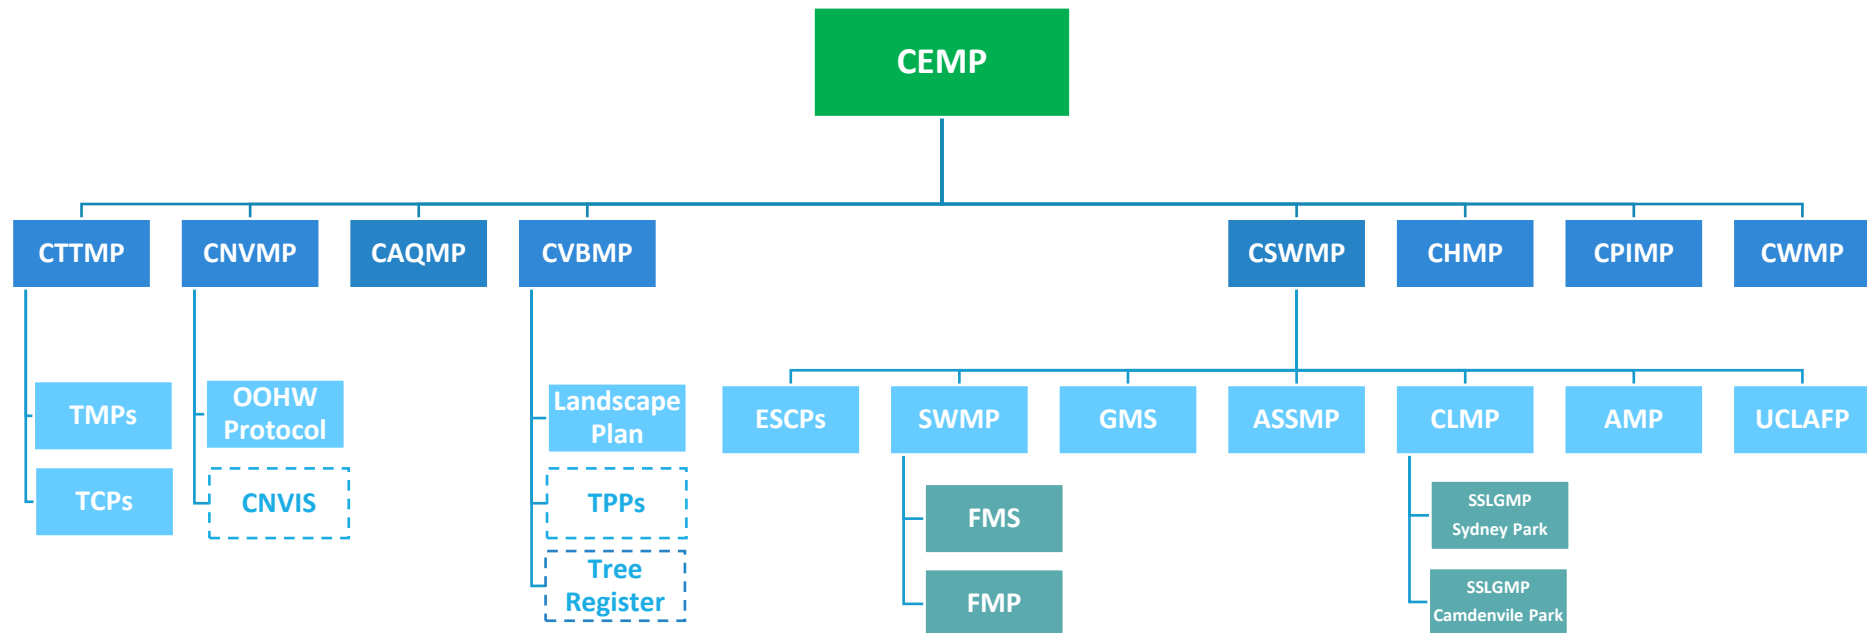 CEMP
CTTMP
CNVMP
CAQMP
CVBMP
CSWMP
CHMP
CPIMP
CWMP
TMPs
TCPs
OOHW
Protocol
CNVIS
Landscape
Plan
TPPs
Tree
Register
ESCPs
SWMP
GMS
ASSMP
CLMP
AMP
UCLAFP
FMS
FMP
SSLGMP
Sydney Park
SSLGMP
Camdenvile Park